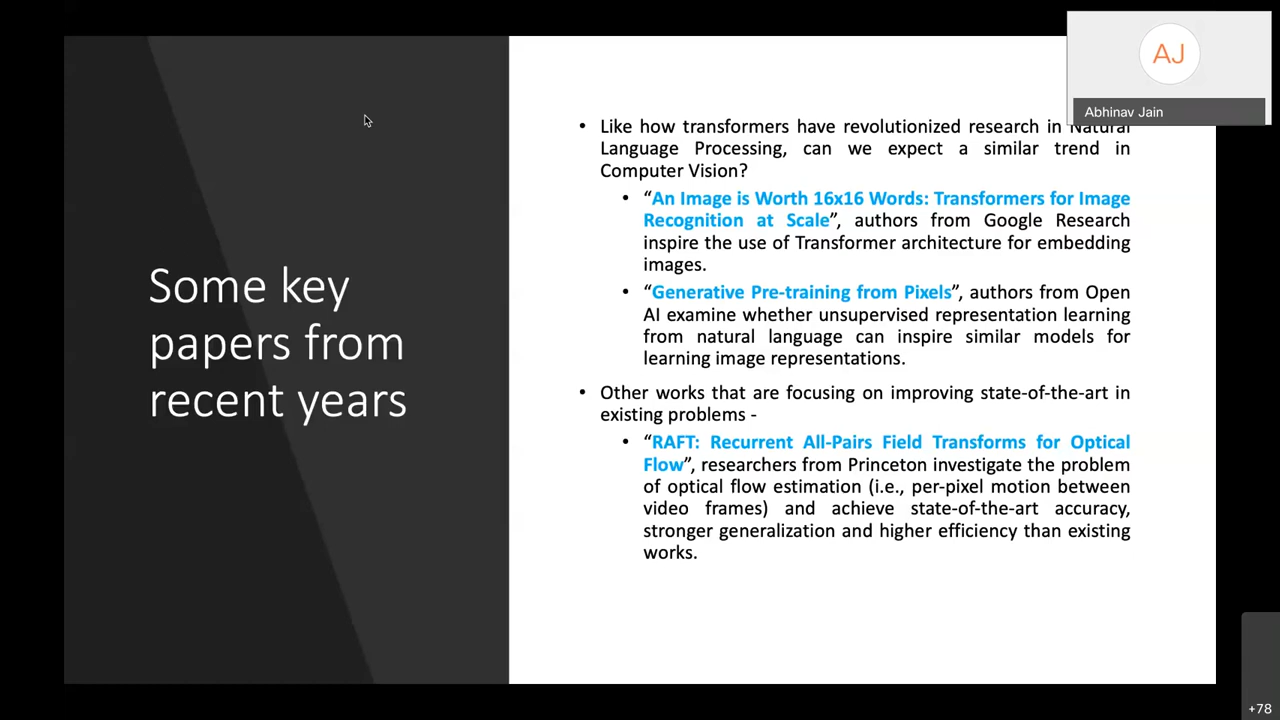 AJ
Abhinav Jain
Some key
papers from
recent years
• Like how transformers have revolutionized research in Natural
Language Processing, can we expect a similar trend in
Computer Vision?
• “An Image is Worth 16x16 Words: Transformers for Image
Recognition at Scale”, authors from Google Research
inspire the use of Transformer architecture for embedding
images.
• “Generative Pre-training from Pixels”, authors from Open
AI examine whether unsupervised representation learning
from natural language can inspire similar models for
learning image representations.
• Other works that are focusing on improving state-of-the-art in
existing problems -
• “RAFT: Recurrent All-Pairs Field Transforms for Optical
Flow”, researchers from Princeton investigate the problem
of optical flow estimation (i.e., per-pixel motion between
video frames) and achieve state-of-the-art accuracy,
stronger generalization and higher efficiency than existing
works.
+78